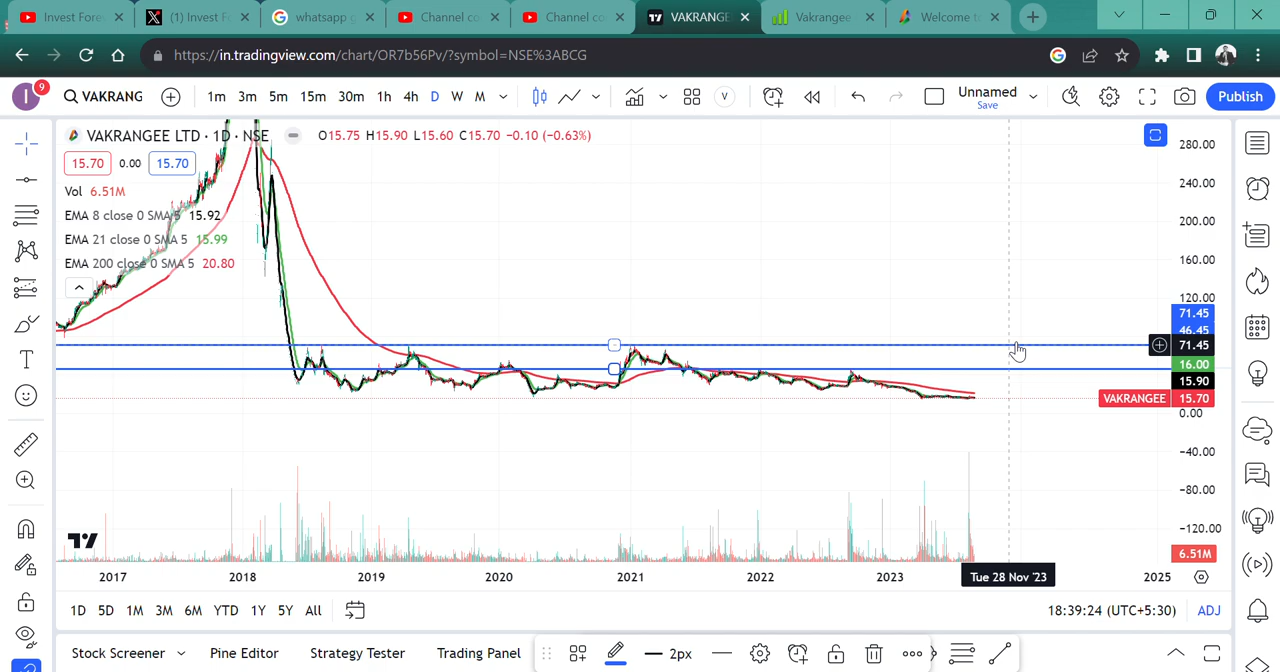 Invest Fores
(1) Invest F
whatsapp g
Channel co
Channel co
VAKRANGE
Vakrangee
Welcome t
https://in.tradingview.com/chart/OR7b56Pv/?symbol=NSE%3ABCG
I 9 VAKRANG 1m 3m 5m 15m 30m 1h 4h D W M V Unnamed Save Publish
VAKRANGEE LTD · 1D · NSE O15.75 H15.90 L15.60 C15.70 −0.10 (−0.63%)
15.70 0.00 15.70
Vol 6.51M
EMA 8 close 0 SMA 5 15.92
EMA 21 close 0 SMA 5 15.99
EMA 200 close 0 SMA 5 20.80
280.00
240.00
200.00
160.00
120.00
71.45
46.45
71.45
16.00
15.90
VAKRANGEE 15.70
0.00
−40.00
−80.00
−120.00
6.51M
2017 2018 2019 2020 2021 2022 2023 Tue 28 Nov '23 2025
1D 5D 1M 3M 6M YTD 1Y 5Y All 18:39:24 (UTC+5:30) ADJ
Stock Screener Pine Editor Strategy Tester Trading Panel 2px